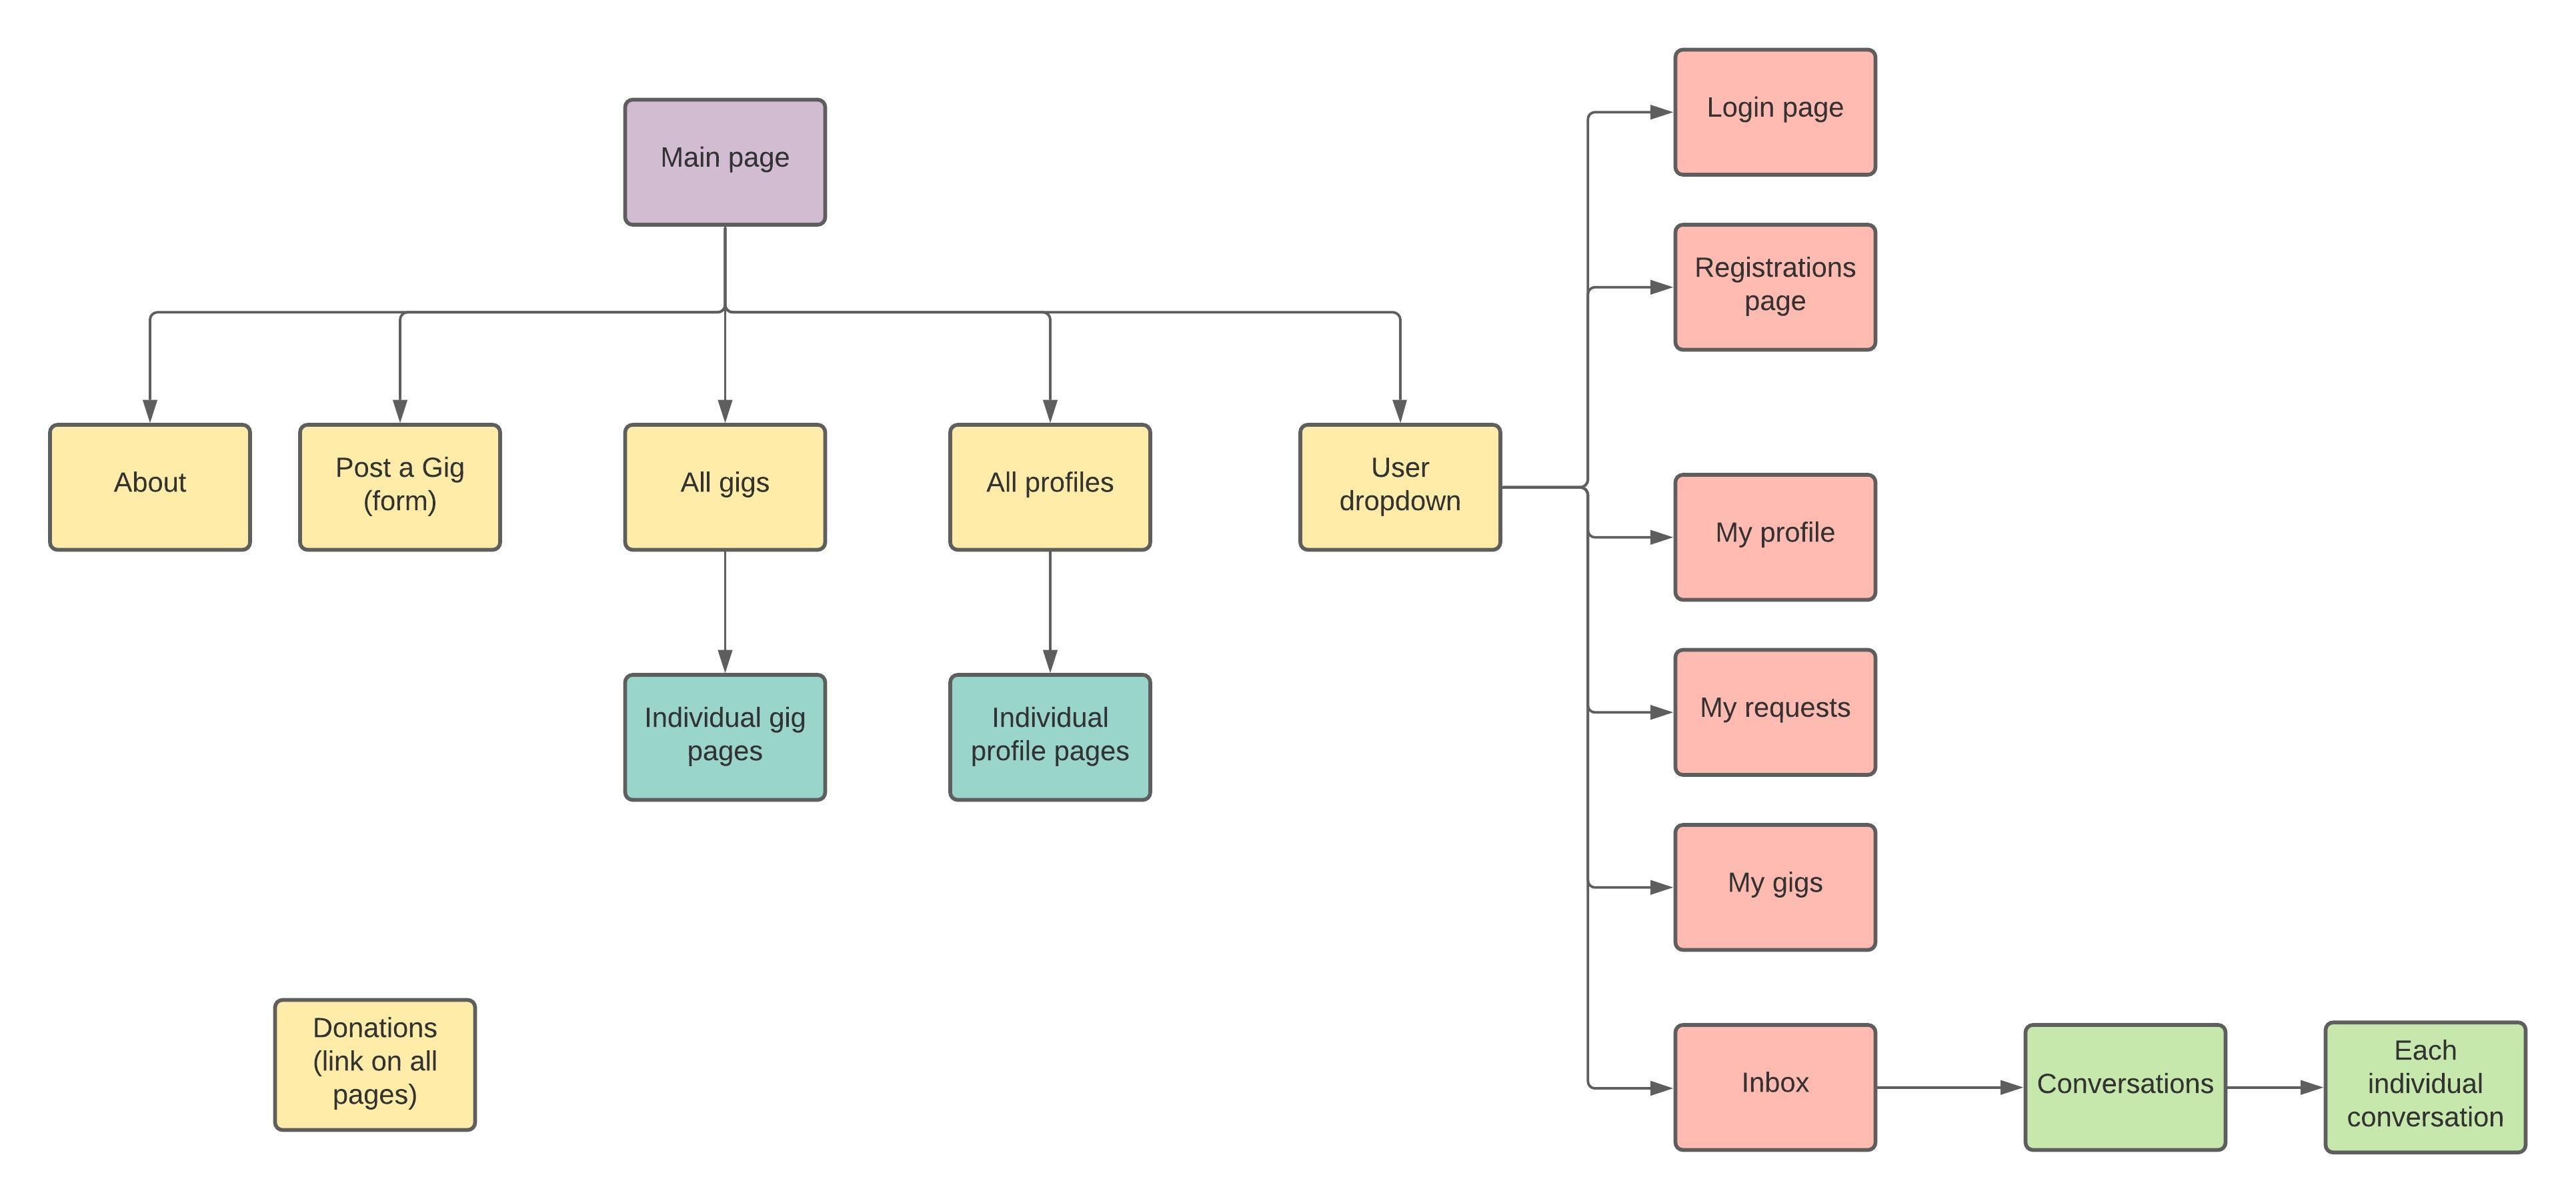 Main page
About
Post a Gig
(form)
All gigs
All profiles
User
dropdown
Individual gig
pages
Individual
profile pages
Login page
Registrations
page
My profile
My requests
My gigs
Inbox
Conversations
Each
individual
conversation
Donations
(link on all
pages)